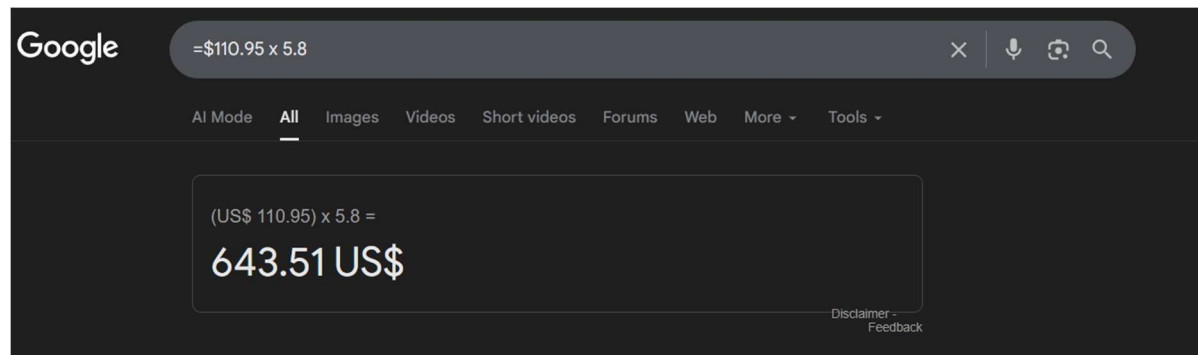 Google =$110.95 x 5.8
AI Mode All Images Videos Short videos Forums Web More Tools
(US$ 110.95) x 5.8 =
643.51 US$
Disclaimer -
Feedback